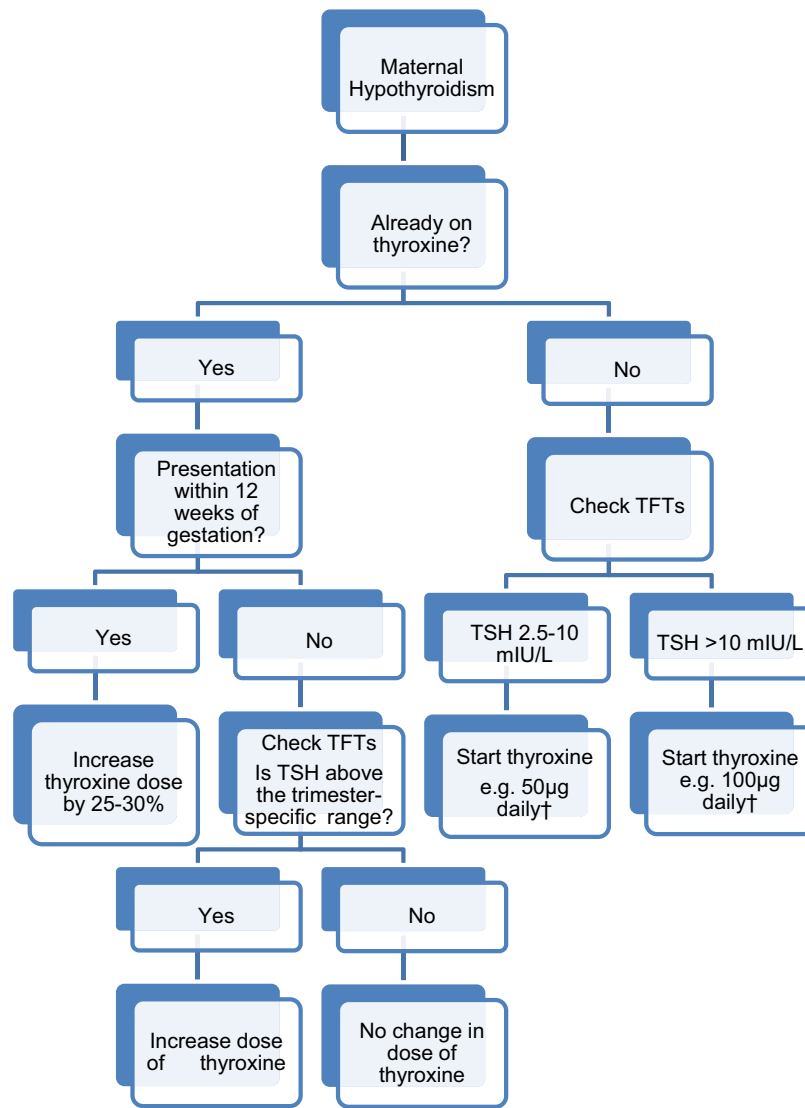 Maternal
Hypothyroidism
Already on
thyroxine?
Yes
No
Presentation
within 12
weeks of
gestation?
Check TFTs
Yes
No
TSH 2.5-10
mIU/L
TSH >10 mIU/L
Increase
thyroxine dose
by 25-30%
Check TFTs
Is TSH above
the trimester-
specific range?
Start thyroxine
e.g. 50µg
daily†
Start thyroxine
e.g. 100µg
daily†
Yes
No
Increase dose
of thyroxine
No change in
dose of
thyroxine